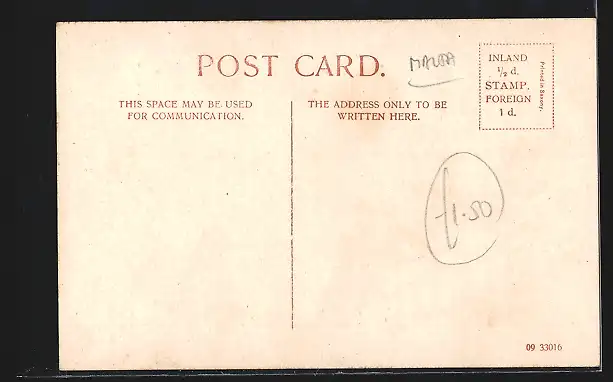 POST CARD.
MALTA
INLAND
½ d.
STAMP,
FOREIGN
1 d.
Printed in Saxony.
THIS SPACE MAY BE USED
FOR COMMUNICATION.
THE ADDRESS ONLY TO BE
WRITTEN HERE.
£1.50
09 33016